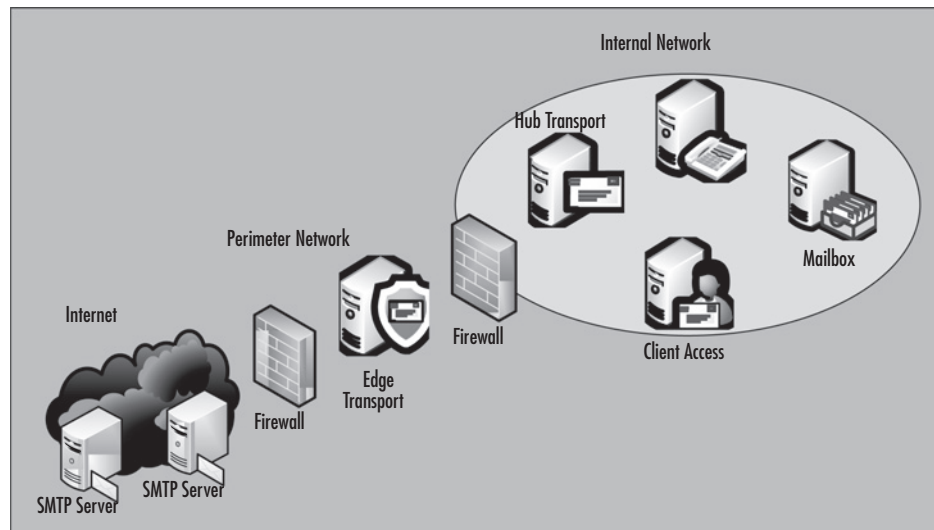 Internal Network
Hub Transport
Mailbox
Client Access
Perimeter Network
Firewall
Edge
Transport
Internet
Firewall
SMTP Server
SMTP Server